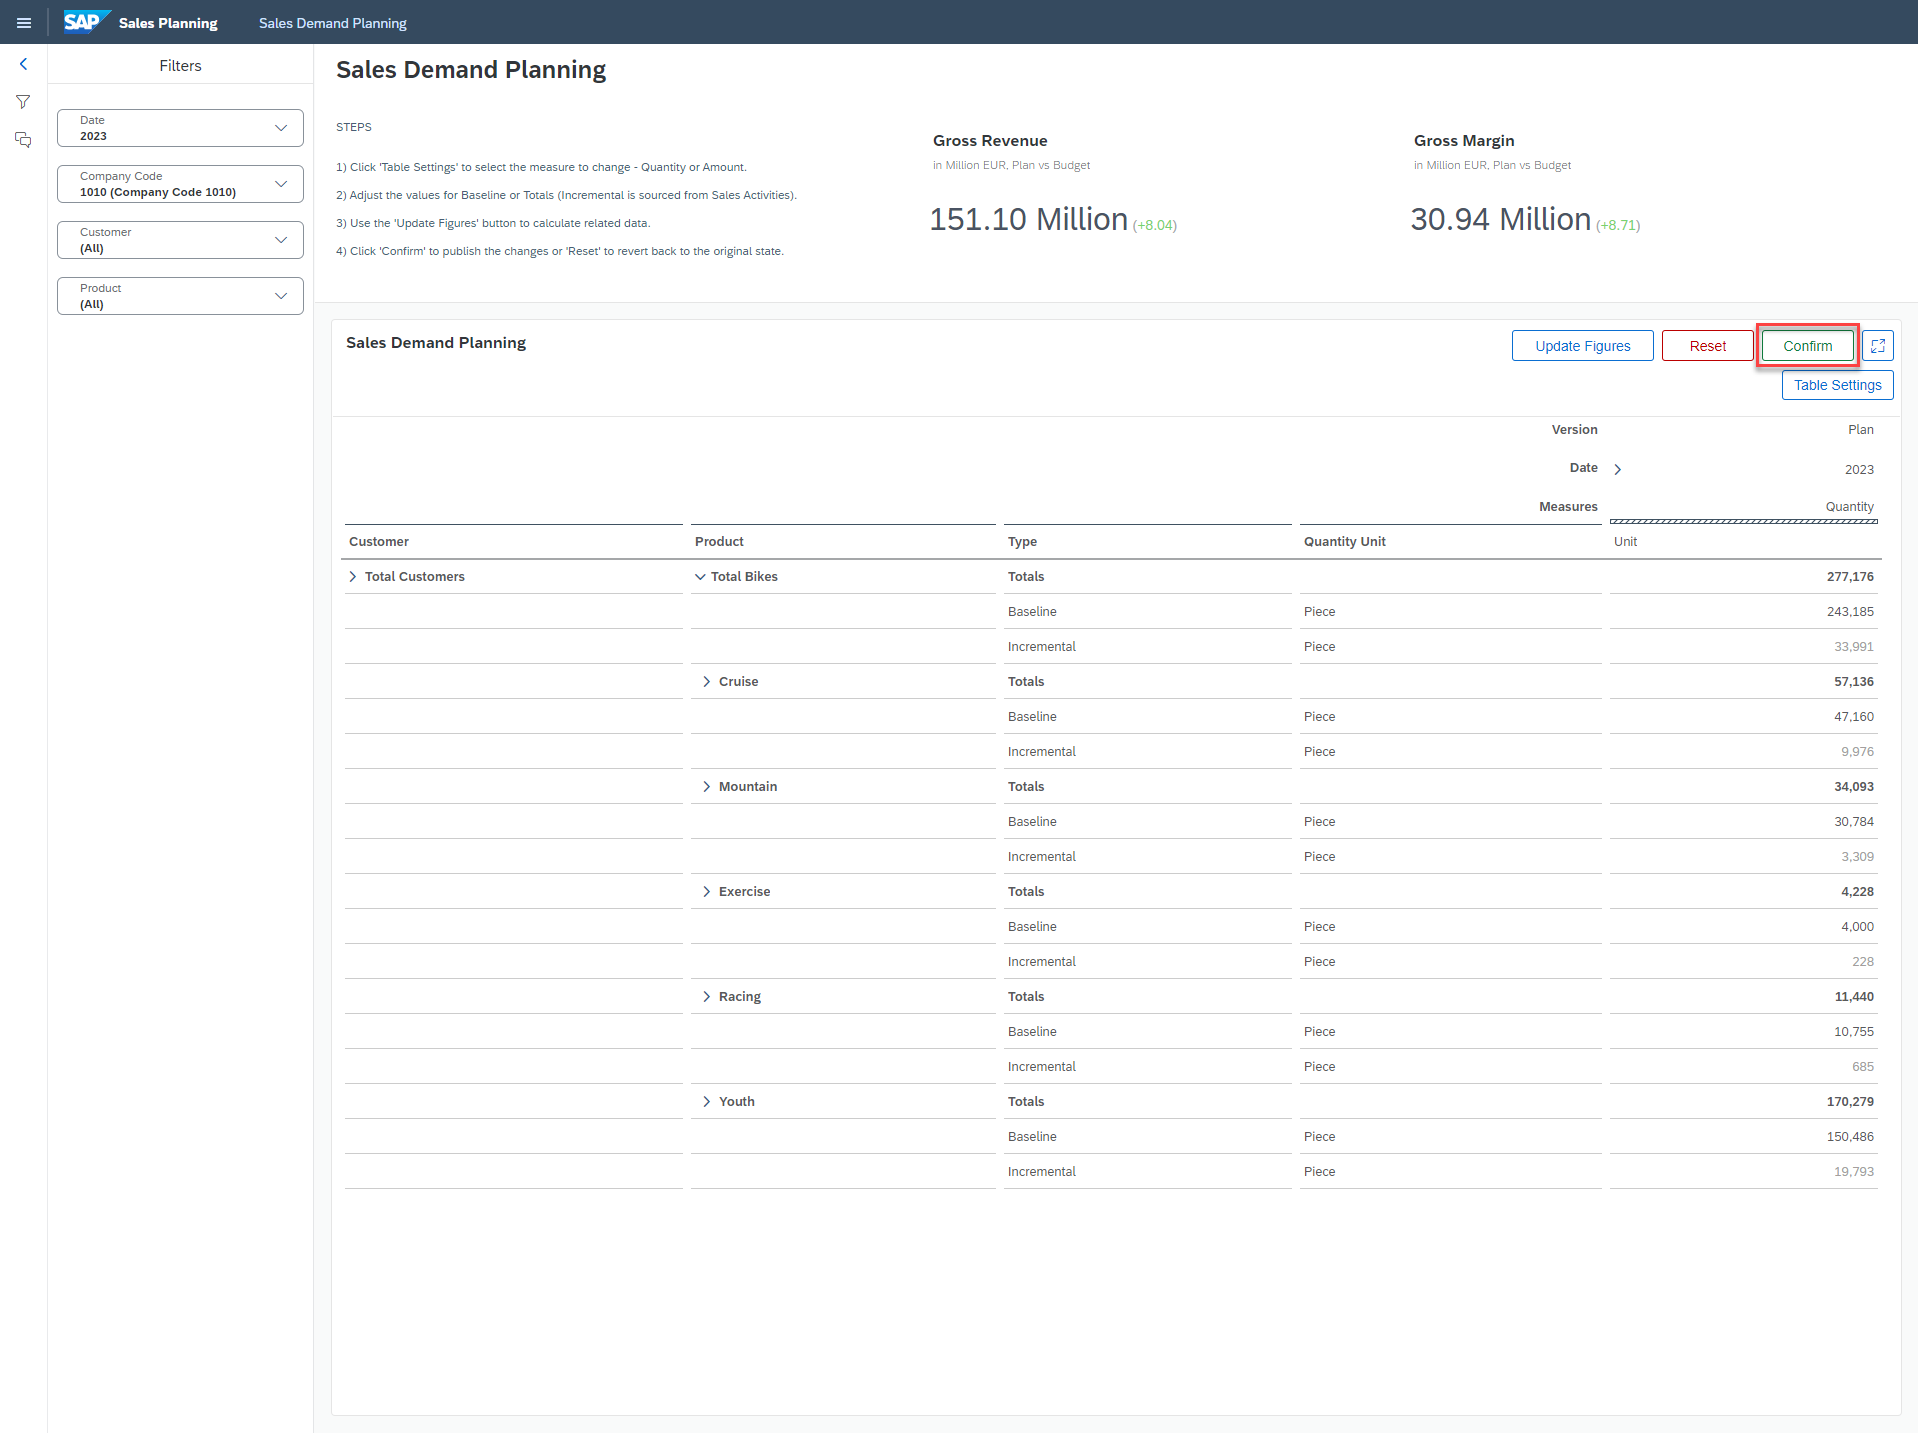 SAP Sales Planning Sales Demand Planning
Filters
Date
2023
Company Code
1010 (Company Code 1010)
Customer
(All)
Product
(All)
Sales Demand Planning
STEPS
1) Click 'Table Settings' to select the measure to change - Quantity or Amount.
2) Adjust the values for Baseline or Totals (Incremental is sourced from Sales Activities).
3) Use the 'Update Figures' button to calculate related data.
4) Click 'Confirm' to publish the changes or 'Reset' to revert back to the original state.
Gross Revenue
in Million EUR, Plan vs Budget
151.10 Million (+8.04)
Gross Margin
in Million EUR, Plan vs Budget
30.94 Million (+8.71)
Sales Demand Planning
Update Figures Reset Confirm
Table Settings
Version Plan
Date 2023
Measures Quantity
Customer Product Type Quantity Unit Unit
Total Customers Total Bikes Totals 277,176
Baseline Piece 243,185
Incremental Piece 33,991
Cruise Totals 57,136
Baseline Piece 47,160
Incremental Piece 9,976
Mountain Totals 34,093
Baseline Piece 30,784
Incremental Piece 3,309
Exercise Totals 4,228
Baseline Piece 4,000
Incremental Piece 228
Racing Totals 11,440
Baseline Piece 10,755
Incremental Piece 685
Youth Totals 170,279
Baseline Piece 150,486
Incremental Piece 19,793